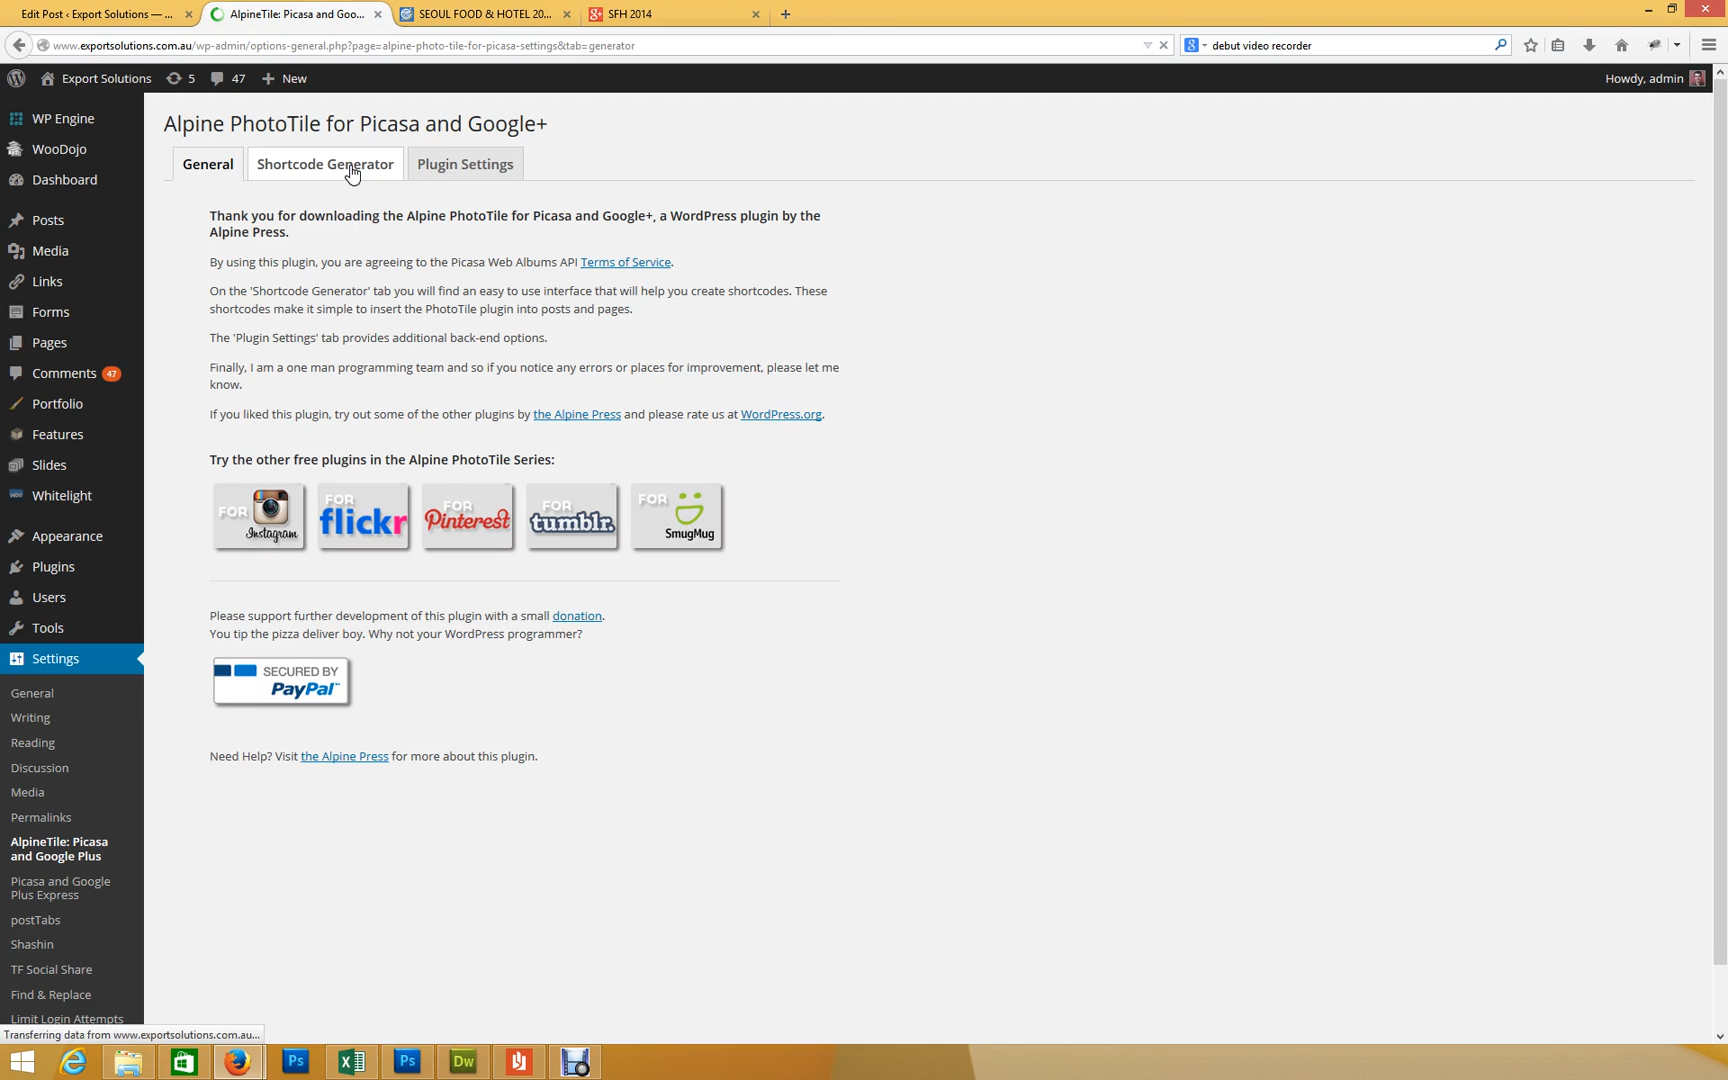 Edit Post ‹ Export Solutions — ...
AlpineTile: Picasa and Goo...
SEOUL FOOD & HOTEL 20...
SFH 2014
www.exportsolutions.com.au/wp-admin/options-general.php?page=alpine-photo-tile-for-picasa-settings&tab=generator
debut video recorder
Export Solutions
5
47
New
Howdy, admin
WP Engine
WooDojo
Dashboard
Posts
Media
Links
Forms
Pages
Comments 47
Portfolio
Features
Slides
Whitelight
Appearance
Plugins
Users
Tools
Settings
General
Writing
Reading
Discussion
Media
Permalinks
AlpineTile: Picasa
and Google Plus
Picasa and Google
Plus Express
postTabs
Shashin
TF Social Share
Find & Replace
Limit Login Attempts
Alpine PhotoTile for Picasa and Google+
General
Shortcode Generator
Plugin Settings
Thank you for downloading the Alpine PhotoTile for Picasa and Google+, a WordPress plugin by the
Alpine Press.
By using this plugin, you are agreeing to the Picasa Web Albums API Terms of Service.
On the 'Shortcode Generator' tab you will find an easy to use interface that will help you create shortcodes. These
shortcodes make it simple to insert the PhotoTile plugin into posts and pages.
The 'Plugin Settings' tab provides additional back-end options.
Finally, I am a one man programming team and so if you notice any errors or places for improvement, please let me
know.
If you liked this plugin, try out some of the other plugins by the Alpine Press and please rate us at WordPress.org.
Try the other free plugins in the Alpine PhotoTile Series:
FOR Instagram
FOR flickr
FOR Pinterest
FOR tumblr.
FOR SmugMug
Please support further development of this plugin with a small donation.
You tip the pizza deliver boy. Why not your WordPress programmer?
SECURED BY
PayPal™
Need Help? Visit the Alpine Press for more about this plugin.
Transferring data from www.exportsolutions.com.au...
Ps
Ps
Dw